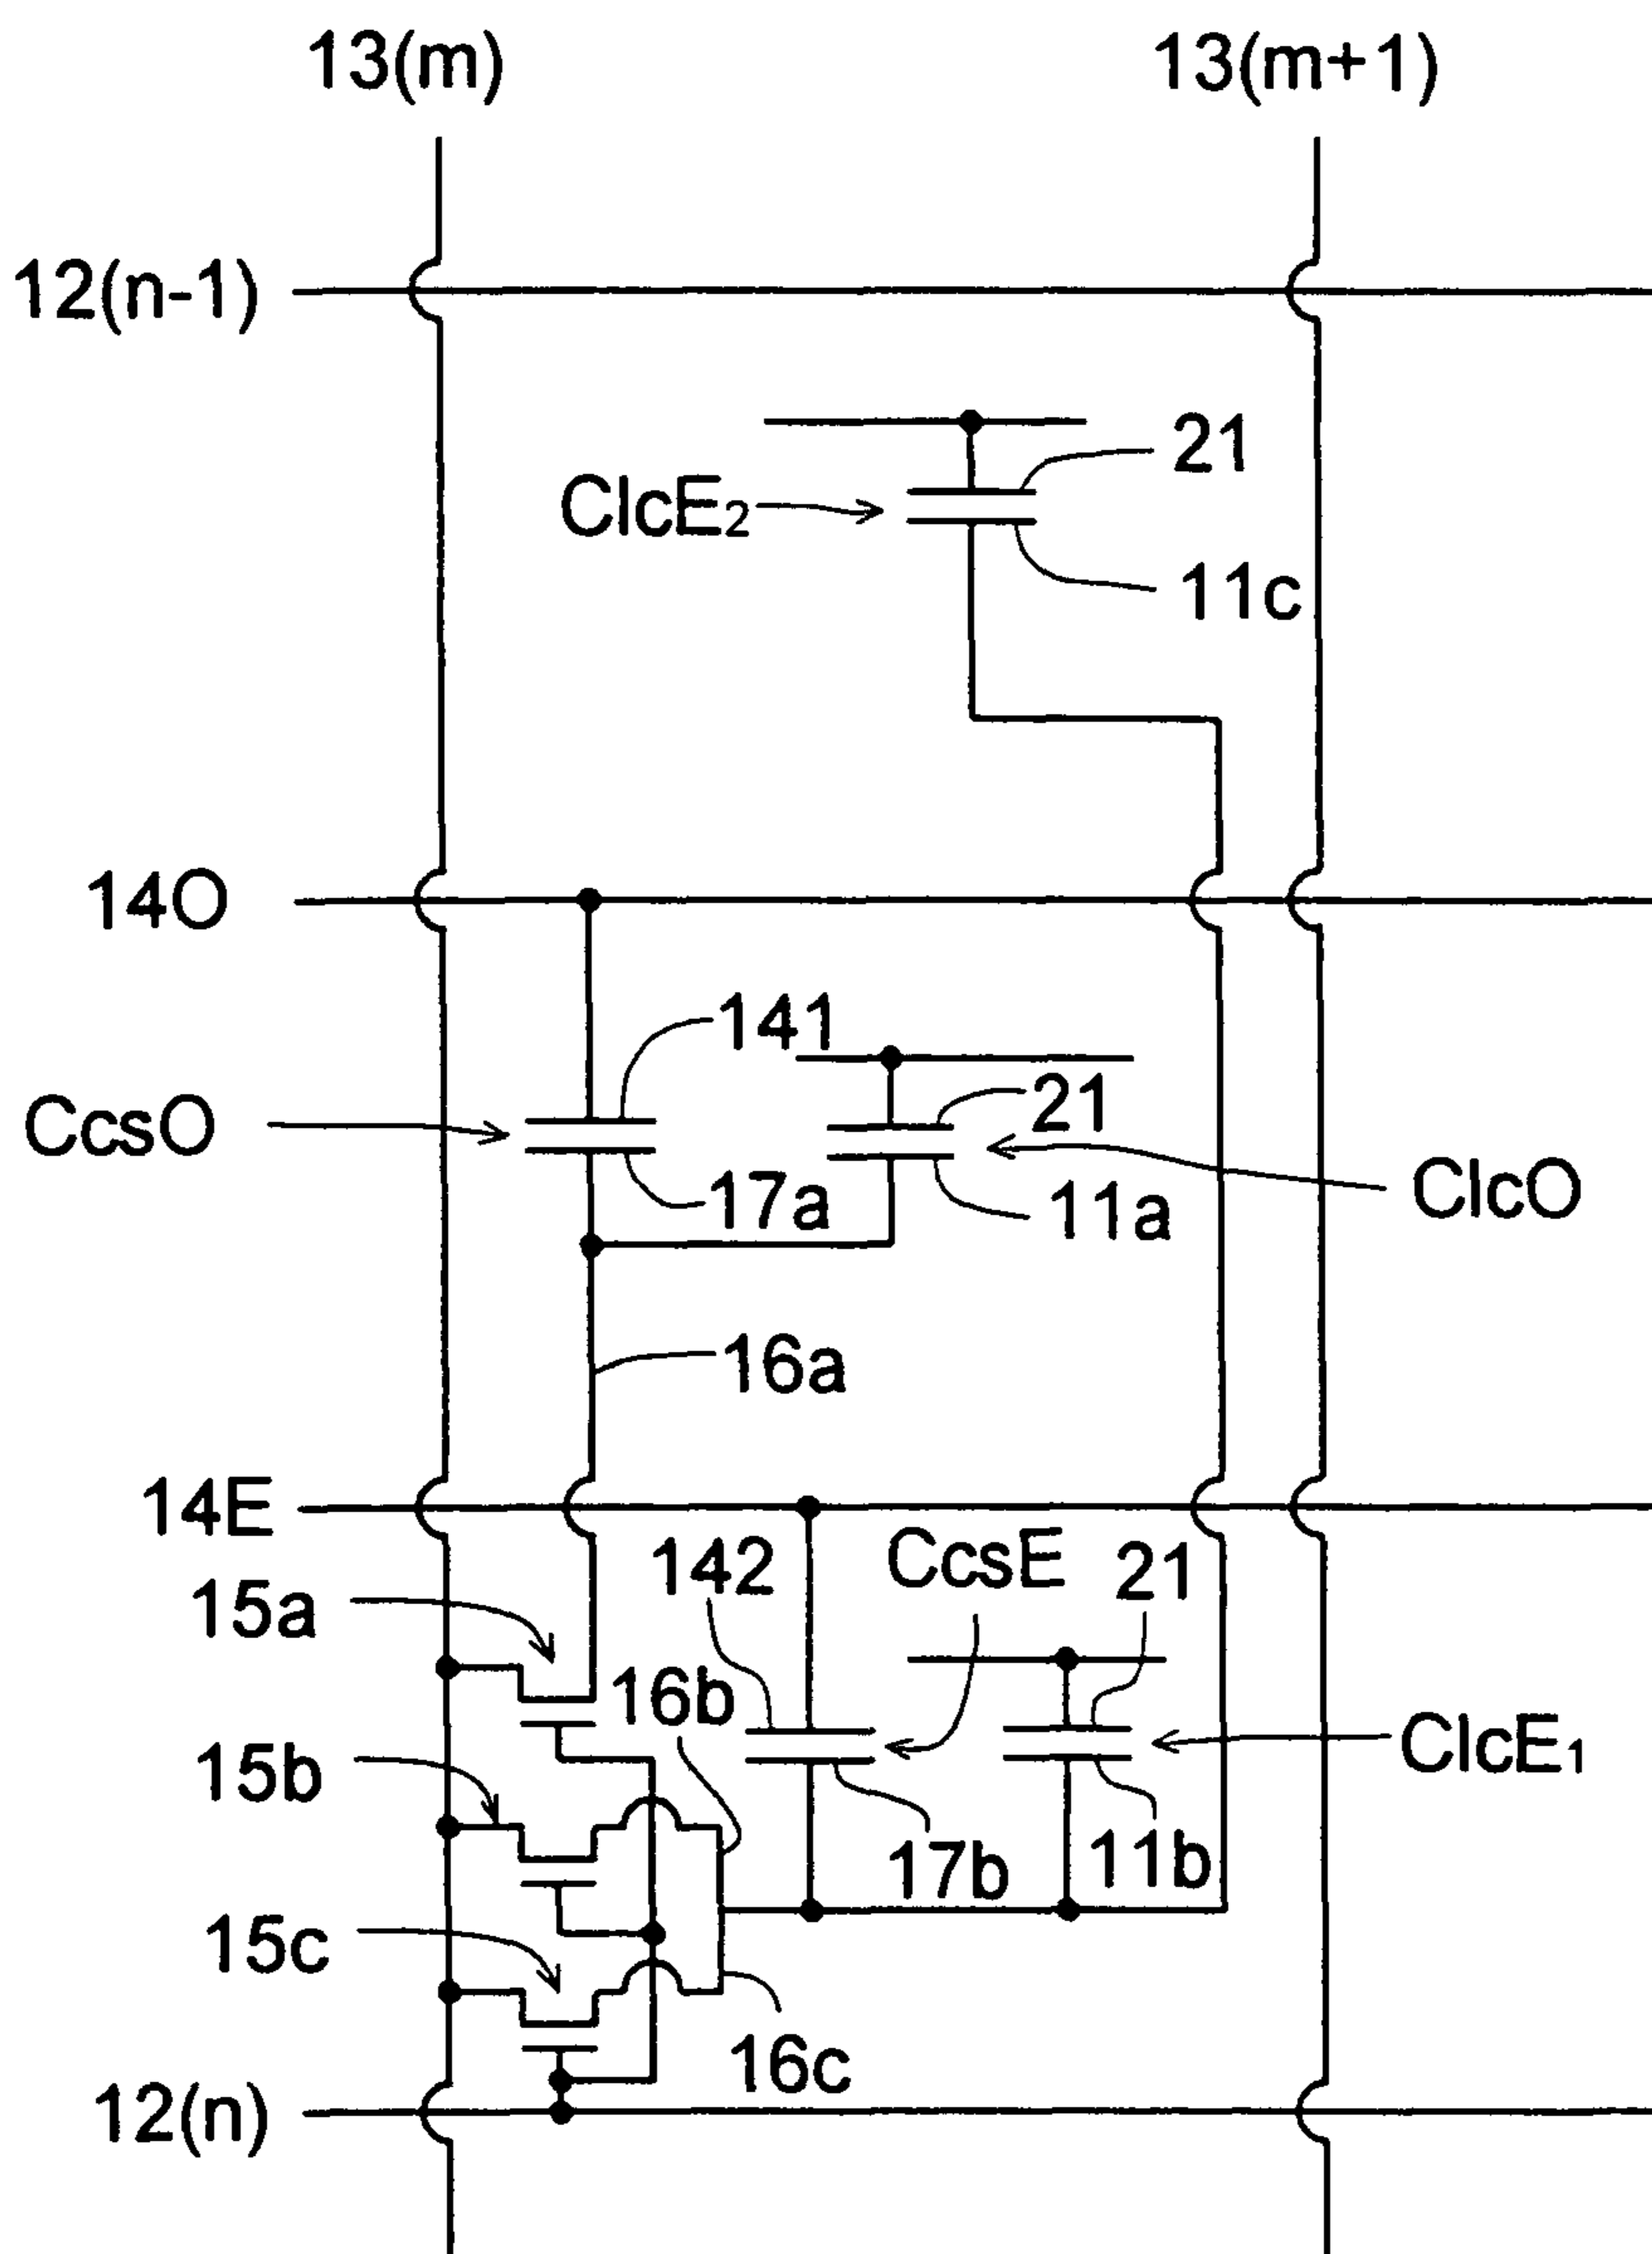 13(m)
13(m+1)
12(n-1)
21
ClcE2
11c
14O
141
21
CcsO
17a
11a
ClcO
16a
14E
142
CcsE
21
15a
16b
15b
ClcE1
17b
11b
15c
16c
12(n)